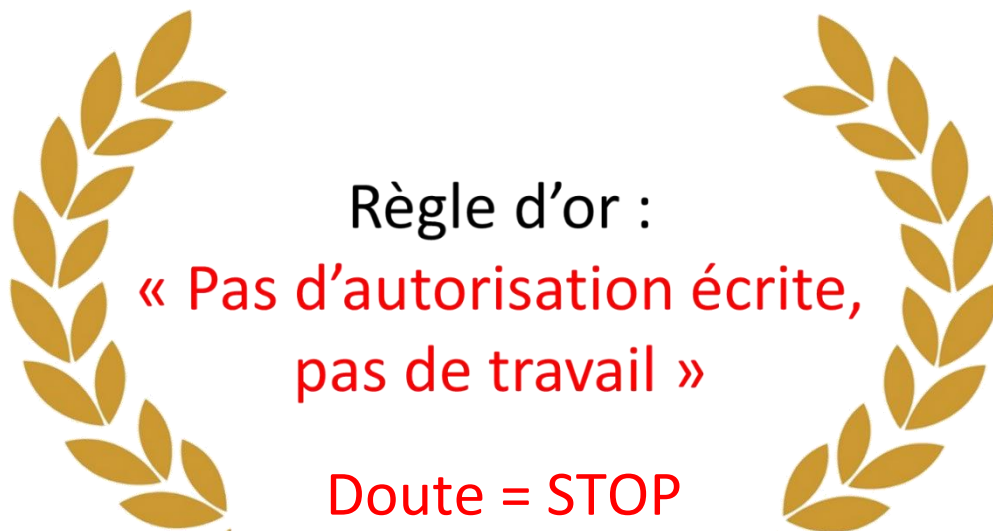 Règle d’or :
« Pas d’autorisation écrite,
pas de travail »
Doute = STOP